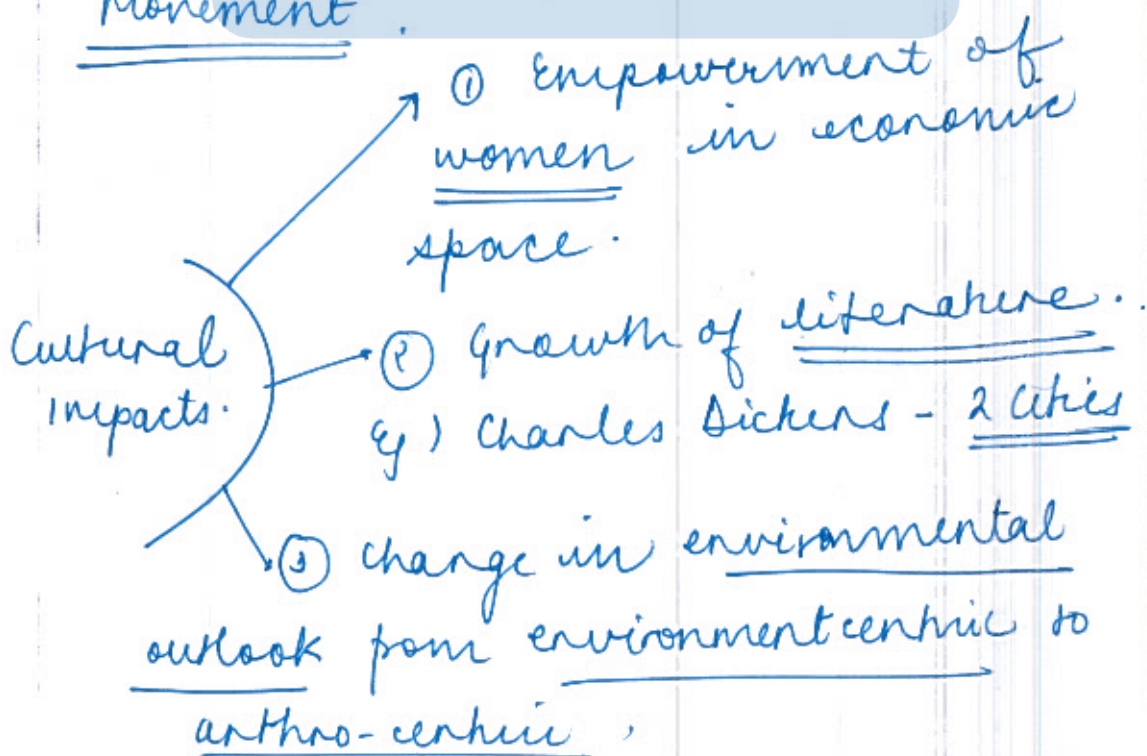 Movement.
① Empowerment of
women in economic
space.
Cultural
impacts.
② Growth of literature.
Eg) Charles Dickens - 2 Cities
③ Change in environmental
outlook from environmentcentric to
anthro-centric,